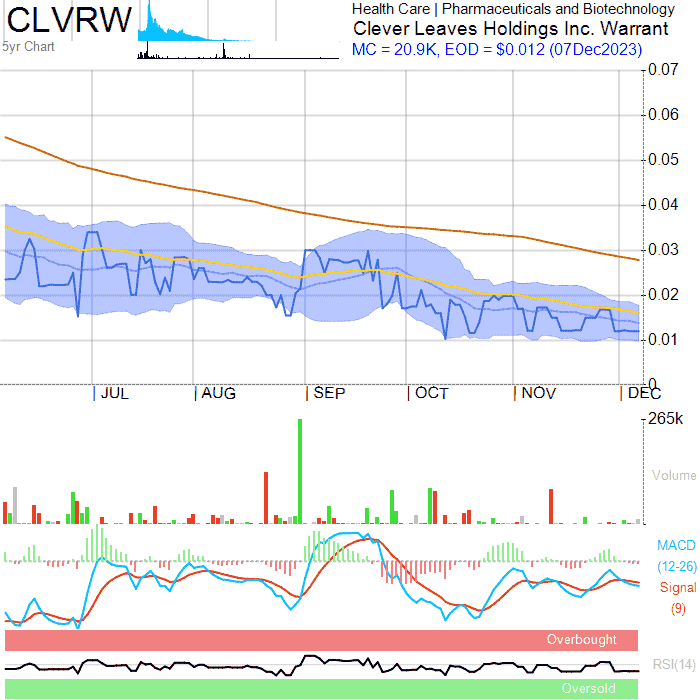 CLVRW
5yr Chart
Health Care | Pharmaceuticals and Biotechnology
Clever Leaves Holdings Inc. Warrant
MC = 20.9K, EOD = $0.012 (07Dec2023)
0.07
0.06
0.05
0.04
0.03
0.02
0.01
0
JUL AUG SEP OCT NOV DEC
265k
Volume
MACD
(12-26)
Signal
(9)
Overbought
RSI(14)
Oversold